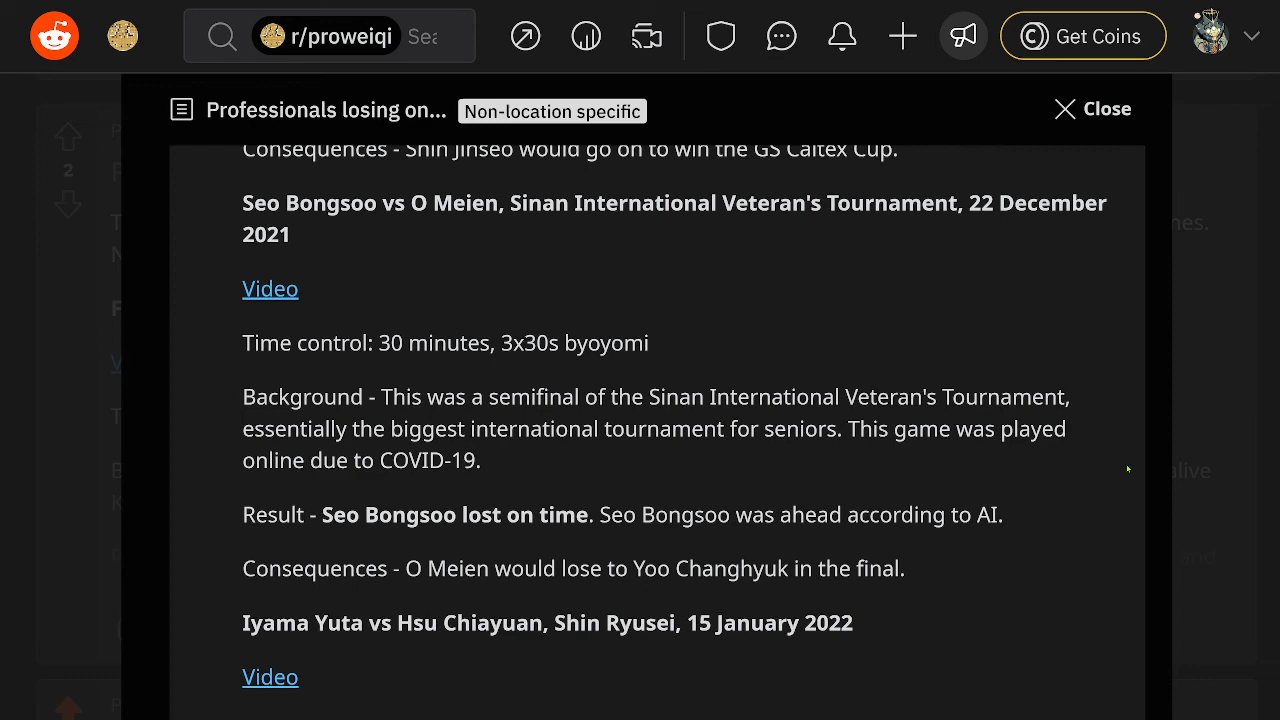 r/proweiqi Sea
Get Coins
Professionals losing on...
Non-location specific
Close
2
Consequences - Shin Jinseo would go on to win the GS Caltex Cup.
Seo Bongsoo vs O Meien, Sinan International Veteran's Tournament, 22 December
2021
Video
Time control: 30 minutes, 3x30s byoyomi
Background - This was a semifinal of the Sinan International Veteran's Tournament,
essentially the biggest international tournament for seniors. This game was played
online due to COVID-19.
Result - Seo Bongsoo lost on time. Seo Bongsoo was ahead according to AI.
Consequences - O Meien would lose to Yoo Changhyuk in the final.
Iyama Yuta vs Hsu Chiayuan, Shin Ryusei, 15 January 2022
Video